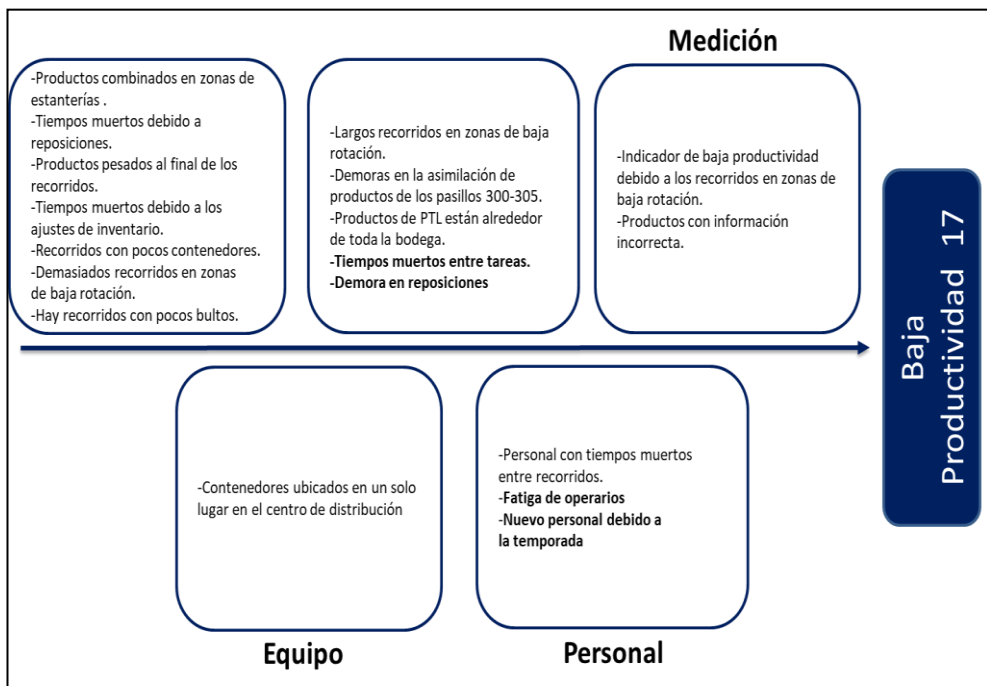 Medición
-Productos combinados en zonas de
estanterías .
-Tiempos muertos debido a
reposiciones.
-Productos pesados al final de los
recorridos.
-Tiempos muertos debido a los
ajustes de inventario.
-Recorridos con pocos contenedores.
-Demasiados recorridos en zonas
de baja rotación.
-Hay recorridos con pocos bultos.
-Largos recorridos en zonas de baja
rotación.
-Demoras en la asimilación de
productos de los pasillos 300-305.
-Productos de PTL están alrededor
de toda la bodega.
-Tiempos muertos entre tareas.
-Demora en reposiciones
-Indicador de baja productividad
debido a los recorridos en zonas de
baja rotación.
-Productos con información
incorrecta.
Baja
Productividad 17
-Contenedores ubicados en un solo
lugar en el centro de distribución
-Personal con tiempos muertos
entre recorridos.
-Fatiga de operarios
-Nuevo personal debido a
la temporada
Equipo
Personal